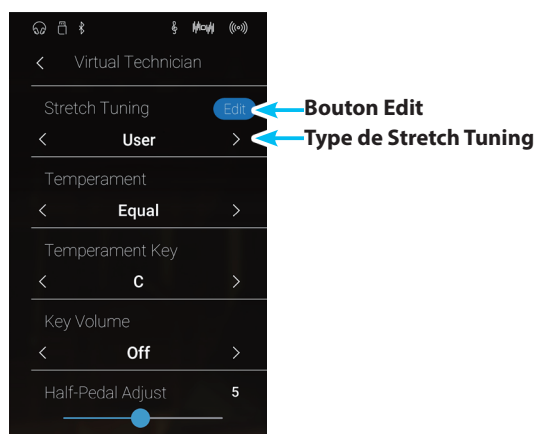 Virtual Technician
Stretch Tuning Edit
Bouton Edit
User
Type de Stretch Tuning
Temperament
Equal
Temperament Key
C
Key Volume
Off
Half-Pedal Adjust 5